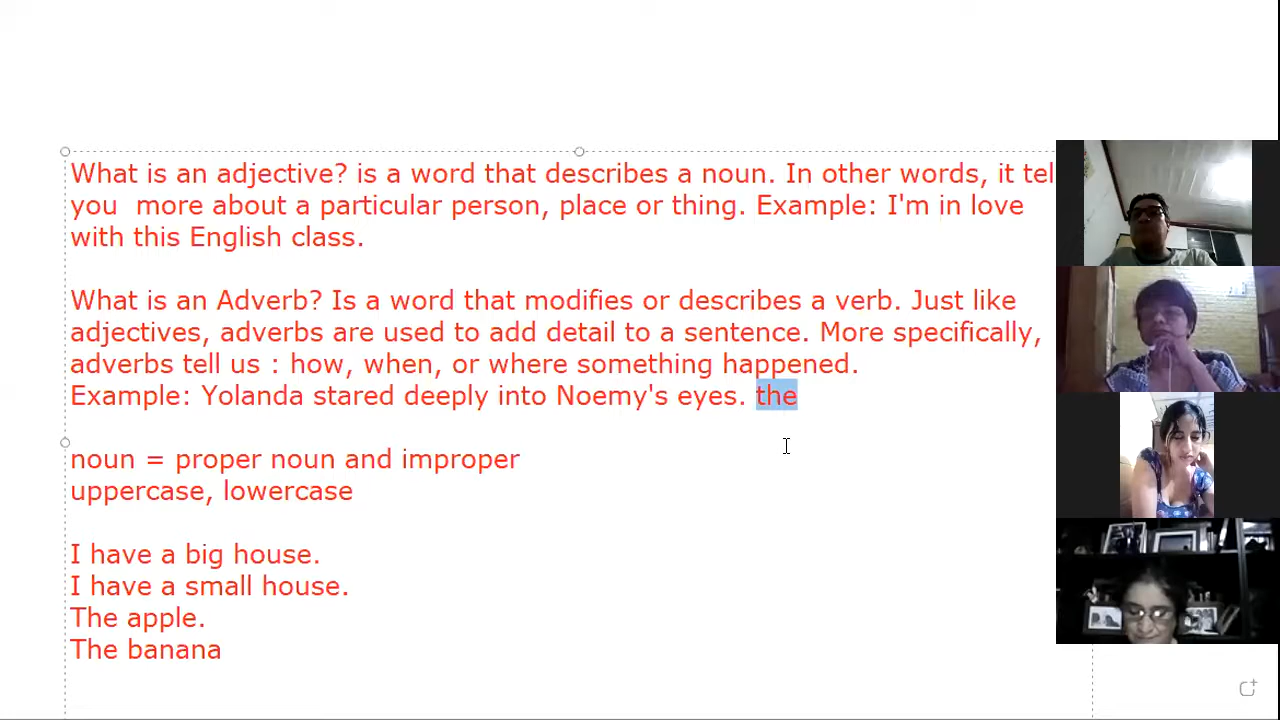 What is an adjective? is a word that describes a noun. In other words, it tel
you  more about a particular person, place or thing. Example: I'm in love
with this English class.
What is an Adverb? Is a word that modifies or describes a verb. Just like
adjectives, adverbs are used to add detail to a sentence. More specifically,
adverbs tell us : how, when, or where something happened.
Example: Yolanda stared deeply into Noemy's eyes. the
noun = proper noun and improper
uppercase, lowercase
I have a big house.
I have a small house.
The apple.
The banana